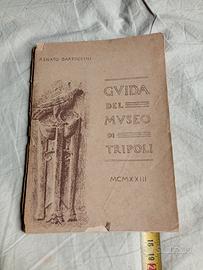 RENATO BARTOCCINI
GVIDA
DEL
MVSEO
DI
TRIPOLI
MCMXXIII